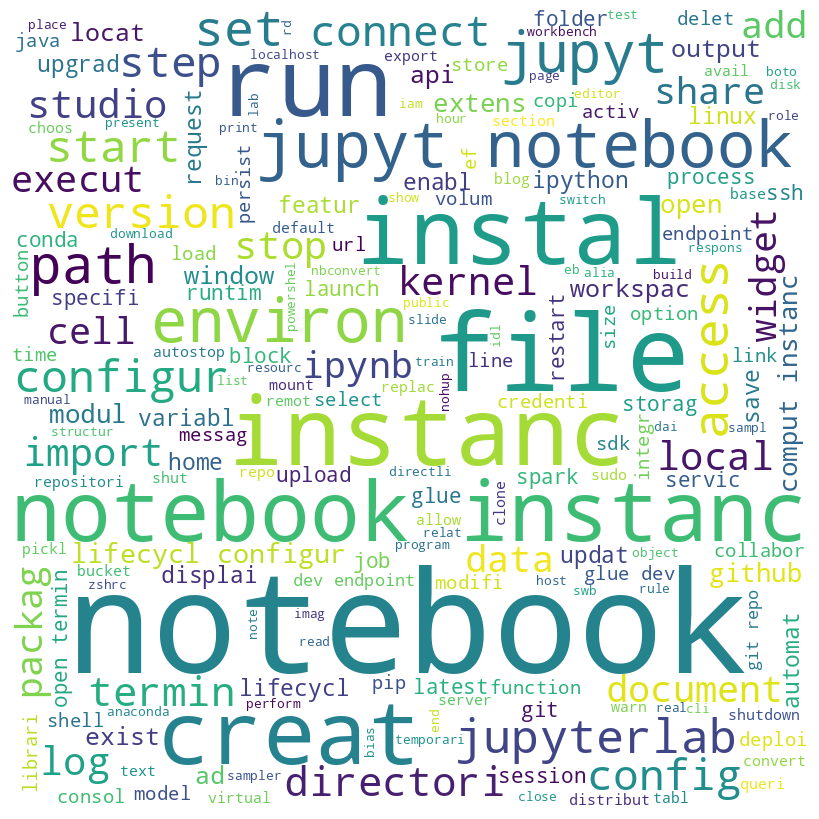 place
java
locat
set
connect
rd
localhost
workbench
folder
test
delet
add
upgrad
step
run
export
api
store
jupyt
page
output
avail
boto
disk
studio
request
lab
extens
copi
activ
share
choos
present
print
hour
section
editor
iam
linux
role
start
persist
jupyt notebook
ef
execut
bin
enabl
blog
ipython
process
base
ssh
version
featur
default
show
volum
instal
switch
open
endpoint
respons
conda
download
stop
url
load
nbconvert
powershel
button
path
window
kernel
eb
alia
build
workspac
access
widget
specifi
runtim
launch
public
slide
environ
file
idl
restart
size
option
cell
time
autostop
block
list
resourc
ipynb
line
train
link
configur
mount
replac
nohup
select
credenti
storag
save
comput instanc
manual
modul
variabl
remot
instanc
messag
structur
import
home
sdk
integr
dai
sampl
local
servic
repositori
shut
repo
upload
directli
spark
sudo
clone
notebook instanc
glue
allow
relat
program
pickl
lifecycl configur
job
data
updat
object
collabor
bucket
zshrc
displai
dev endpoint
modifi
host
glue dev
swb
rule
github
packag
open termin
note
imag
read
notebook
git repo
automat
termin
lifecycl
pip
latest
function
document
perform
server
shell
anaconda
exist
creat
bias
end
git
warn
real
cli
shutdown
jupyterlab
deploi
librari
log
text
ad
sampler
temporari
directori
session
config
convert
queri
consol
model
virtual
close
distribut
tabl